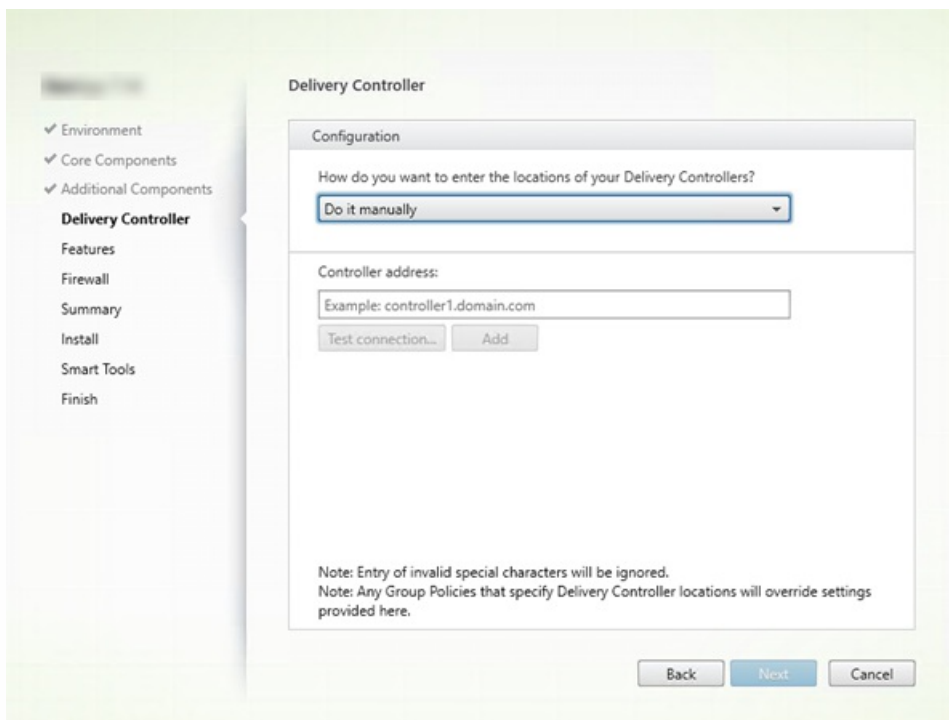 Delivery Controller
Environment
Core Components
Additional Components
Delivery Controller
Features
Firewall
Summary
Install
Smart Tools
Finish
Configuration
How do you want to enter the locations of your Delivery Controllers?
Do it manually
Controller address:
Example: controller1.domain.com
Test connection...
Add
Note: Entry of invalid special characters will be ignored.
Note: Any Group Policies that specify Delivery Controller locations will override settings
provided here.
Back
Next
Cancel